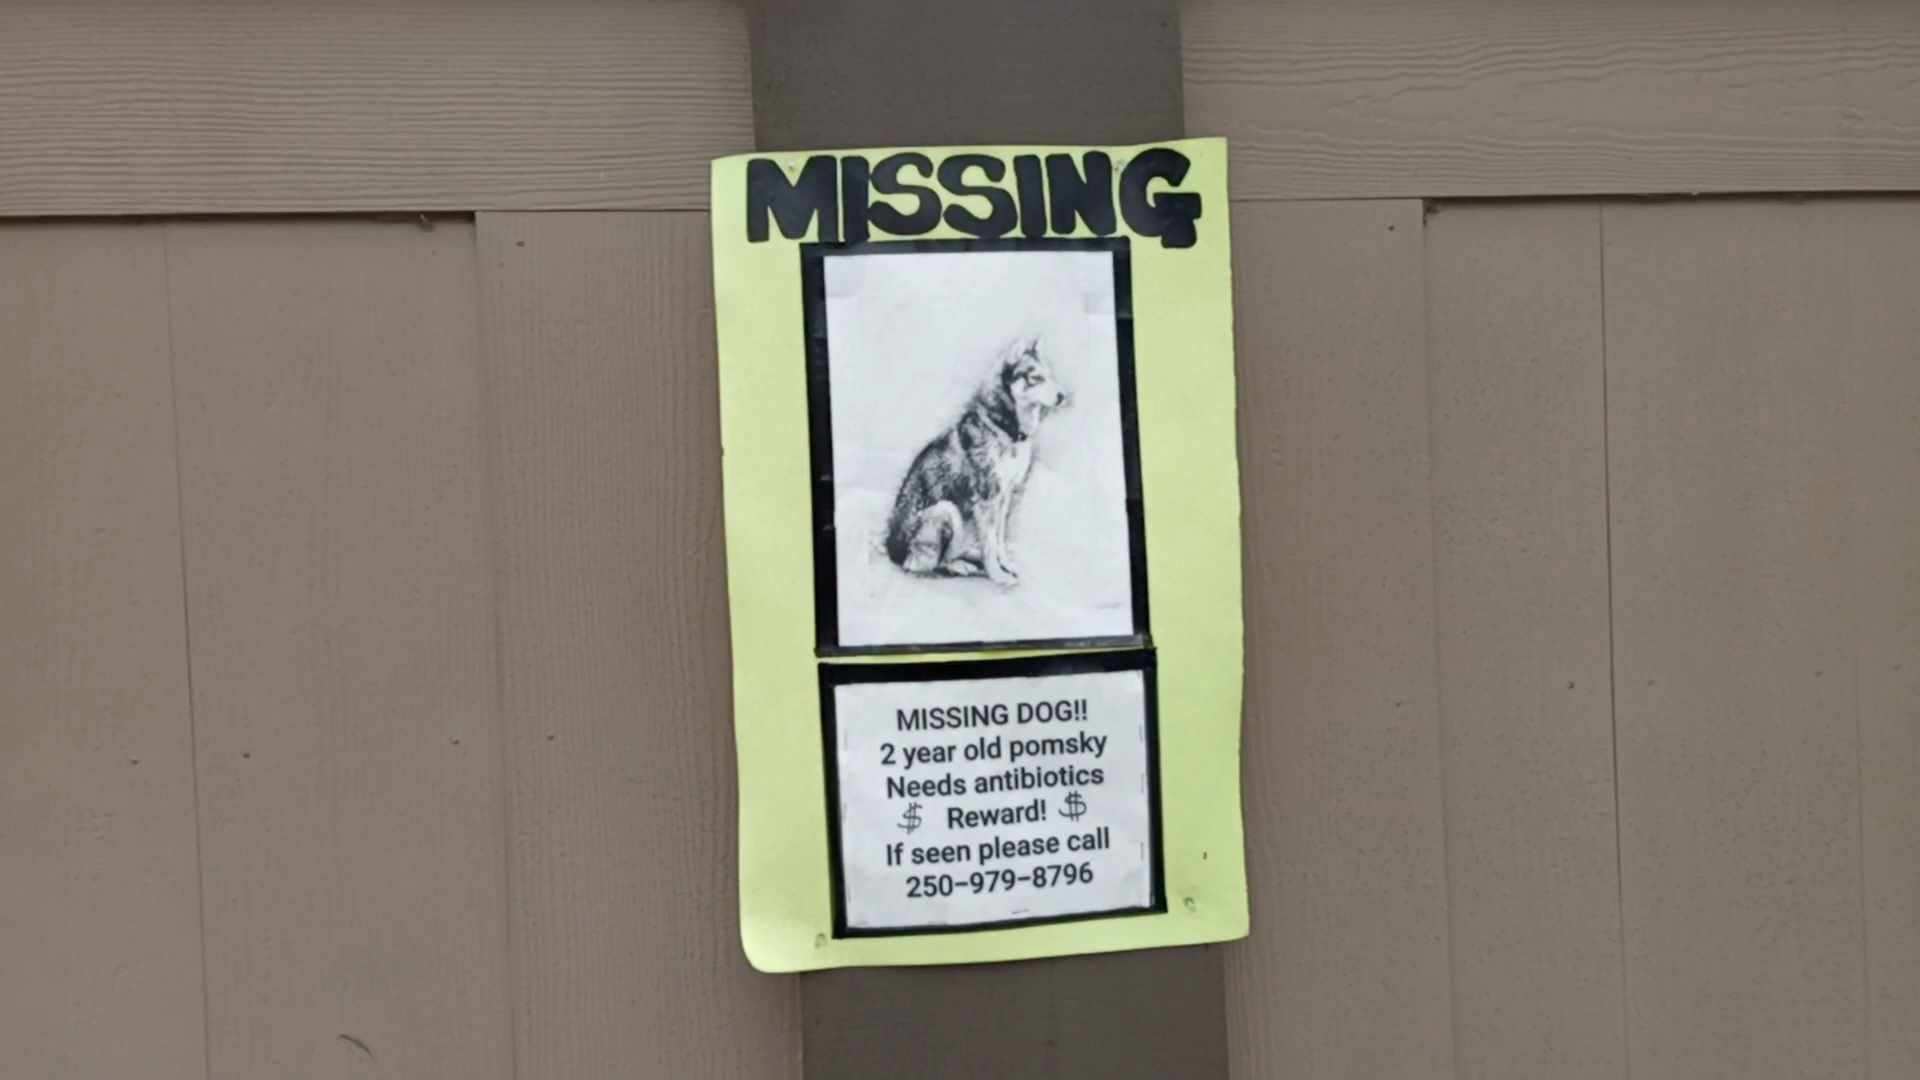 MISSING
MISSING DOG!!
2 year old pomsky
Needs antibiotics
$ Reward! $
If seen please call
250-979-8796